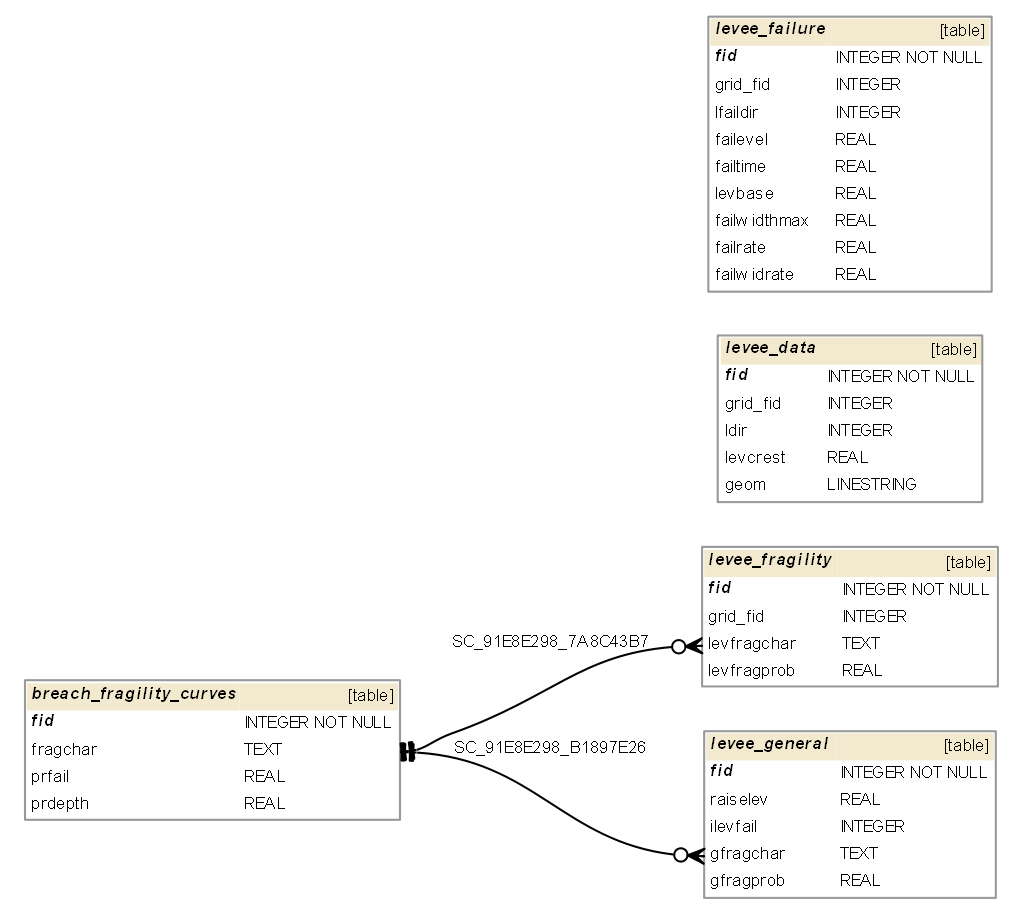 levee_failure [table]
fid INTEGER NOT NULL
grid_fid INTEGER
lfaildir INTEGER
failevel REAL
failtime REAL
levbase REAL
failwidthmax REAL
failrate REAL
failwidrate REAL
levee_data [table]
fid INTEGER NOT NULL
grid_fid INTEGER
ldir INTEGER
levcrest REAL
geom LINESTRING
levee_fragility [table]
fid INTEGER NOT NULL
grid_fid INTEGER
levfragchar TEXT
levfragprob REAL
SC_91E8E298_7A8C43B7
breach_fragility_curves [table]
fid INTEGER NOT NULL
fragchar TEXT
prfail REAL
prdepth REAL
SC_91E8E298_B1897E26
levee_general [table]
fid INTEGER NOT NULL
raiselev REAL
ilevfail INTEGER
gfragchar TEXT
gfragprob REAL